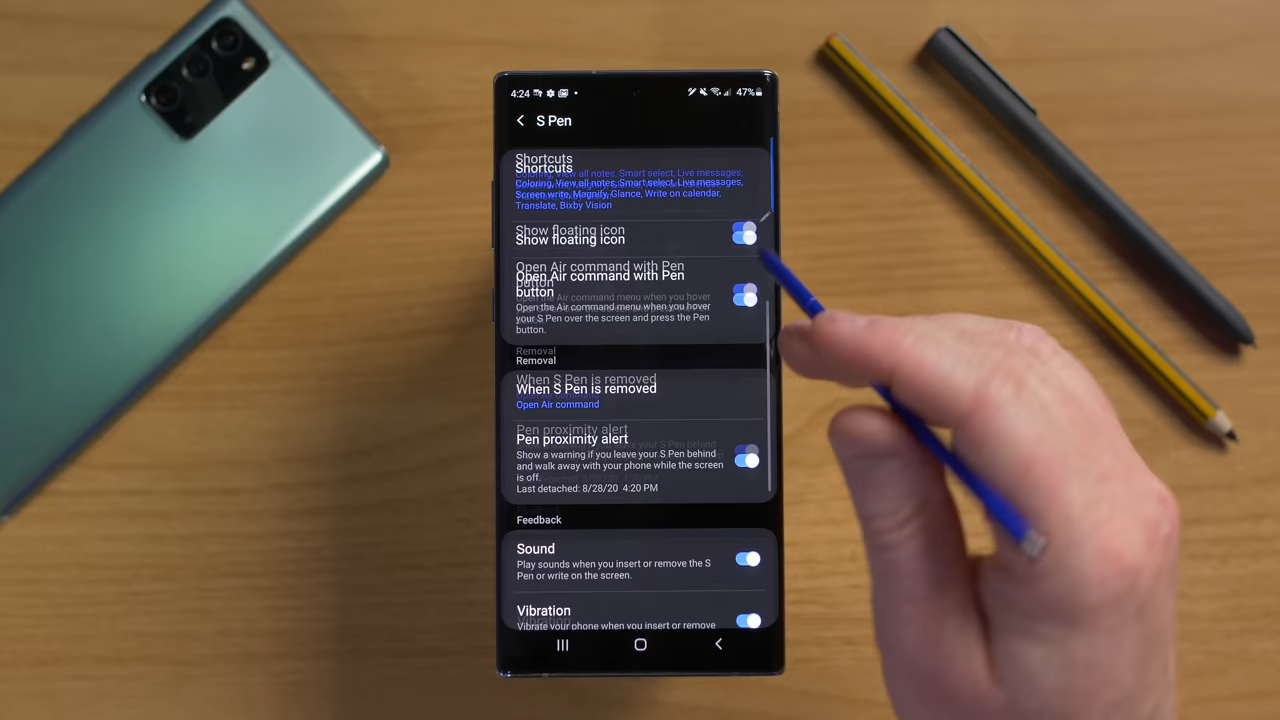 4:24 47%
S Pen
Shortcuts
Coloring, View all notes, Smart select, Live messages,
Screen write, Magnify, Glance, Write on calendar,
Translate, Bixby Vision
Show floating icon
Open Air command with Pen
button
Open the Air command menu when you hover
your S Pen over the screen and press the Pen
button.
Removal
When S Pen is removed
Open Air command
Pen proximity alert
Show a warning if you leave your S Pen behind
and walk away with your phone while the screen
is off.
Last detached: 8/28/20 4:20 PM
Feedback
Sound
Play sounds when you insert or remove the S
Pen or write on the screen.
Vibration
Vibrate your phone when you insert or remove